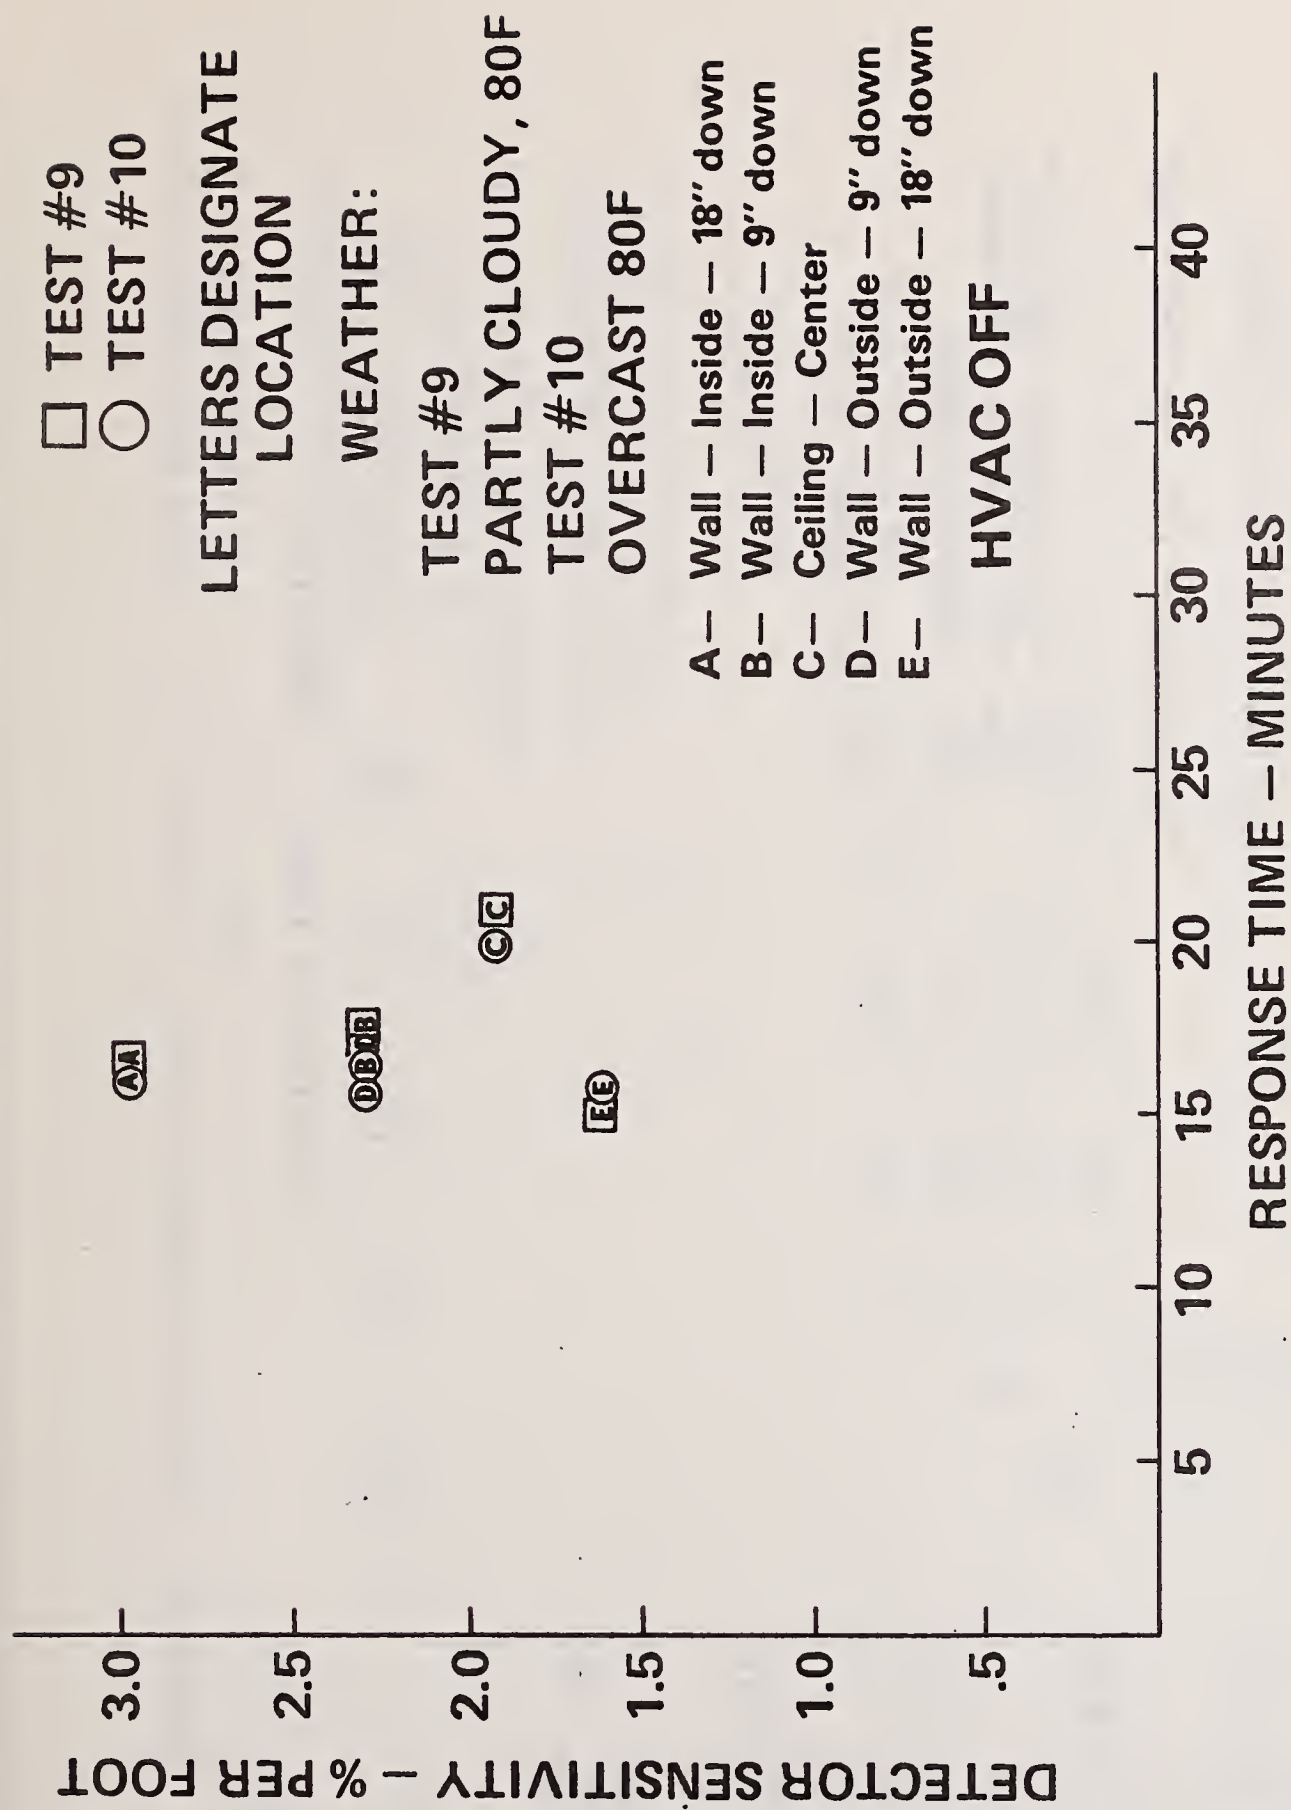 □ TEST #9
○ TEST #10
LETTERS DESIGNATE
LOCATION
WEATHER:
TEST #9
PARTLY CLOUDY, 80F
TEST #10
OVERCAST 80F
A— Wall — Inside — 18" down
B— Wall — Inside — 9" down
C— Ceiling — Center
D— Wall — Outside — 9" down
E— Wall — Outside — 18" down
HVAC OFF
DETECTOR SENSITIVITY — % PER FOOT
3.0
2.5
2.0
1.5
1.0
.5
A A
D B B
C C
E E
5 10 15 20 25 30 35 40
RESPONSE TIME — MINUTES